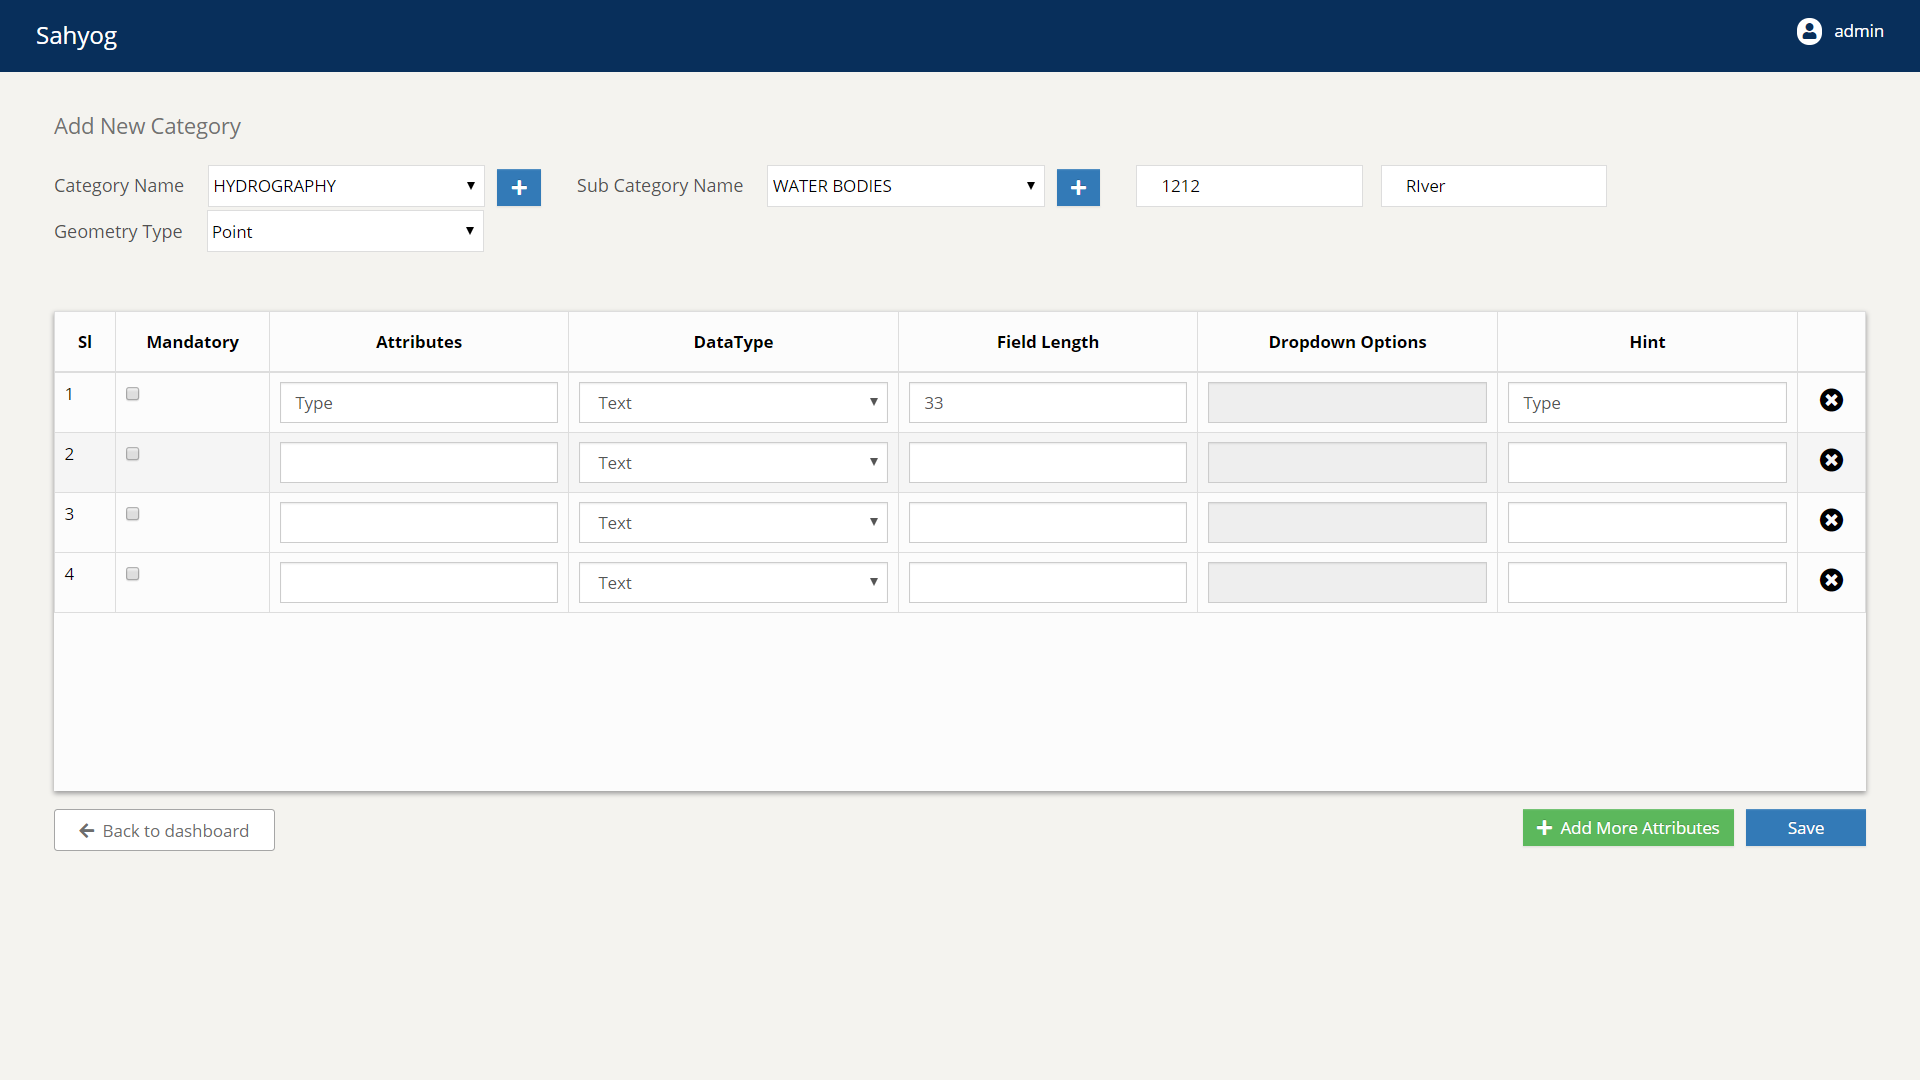 Sahyog
admin
Add New Category
Category Name HYDROGRAPHY Sub Category Name WATER BODIES 1212 RIver
Geometry Type Point
Sl Mandatory Attributes DataType Field Length Dropdown Options Hint
1 Type Text 33 Type
2 Text
3 Text
4 Text
Back to dashboard Add More Attributes Save